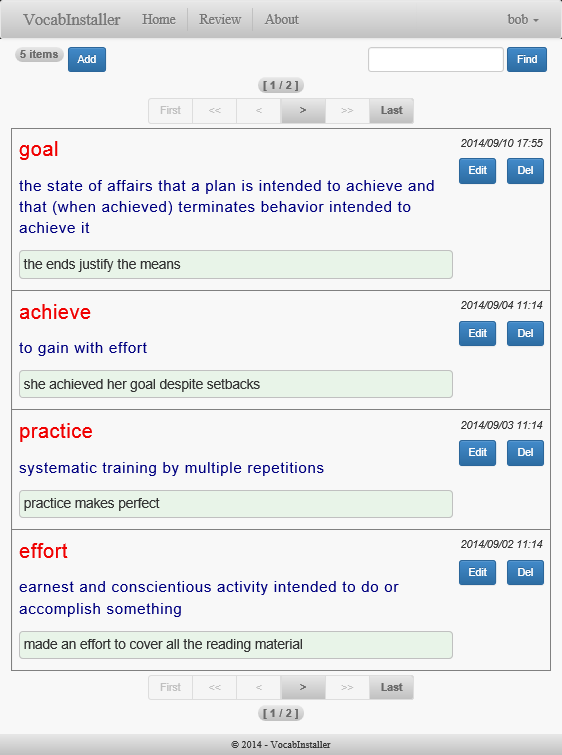 VocabInstaller Home Review About bob
5 items Add Find
[ 1 / 2 ]
First << < > >> Last
goal 2014/09/10 17:55
Edit Del
the state of affairs that a plan is intended to achieve and
that (when achieved) terminates behavior intended to
achieve it
the ends justify the means
achieve 2014/09/04 11:14
Edit Del
to gain with effort
she achieved her goal despite setbacks
practice 2014/09/03 11:14
Edit Del
systematic training by multiple repetitions
practice makes perfect
effort 2014/09/02 11:14
Edit Del
earnest and conscientious activity intended to do or
accomplish something
made an effort to cover all the reading material
First << < > >> Last
[ 1 / 2 ]
© 2014 - VocabInstaller